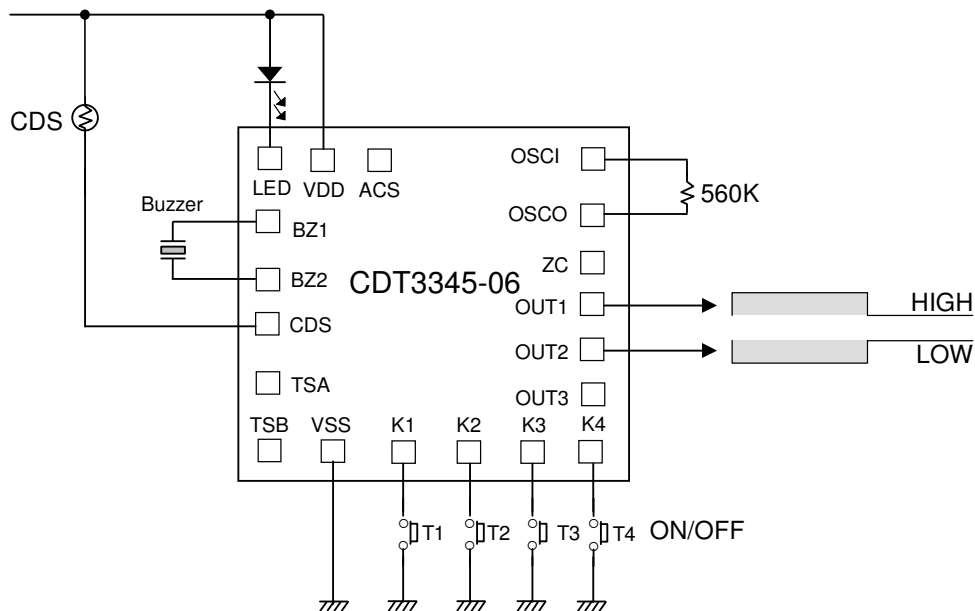 CDS
LED
VDD
ACS
OSCI
560K
OSCO
Buzzer
BZ1
BZ2
CDT3345-06
ZC
CDS
OUT1
HIGH
OUT2
LOW
TSA
OUT3
TSB
VSS
K1
K2
K3
K4
T1
T2
T3
T4
ON/OFF